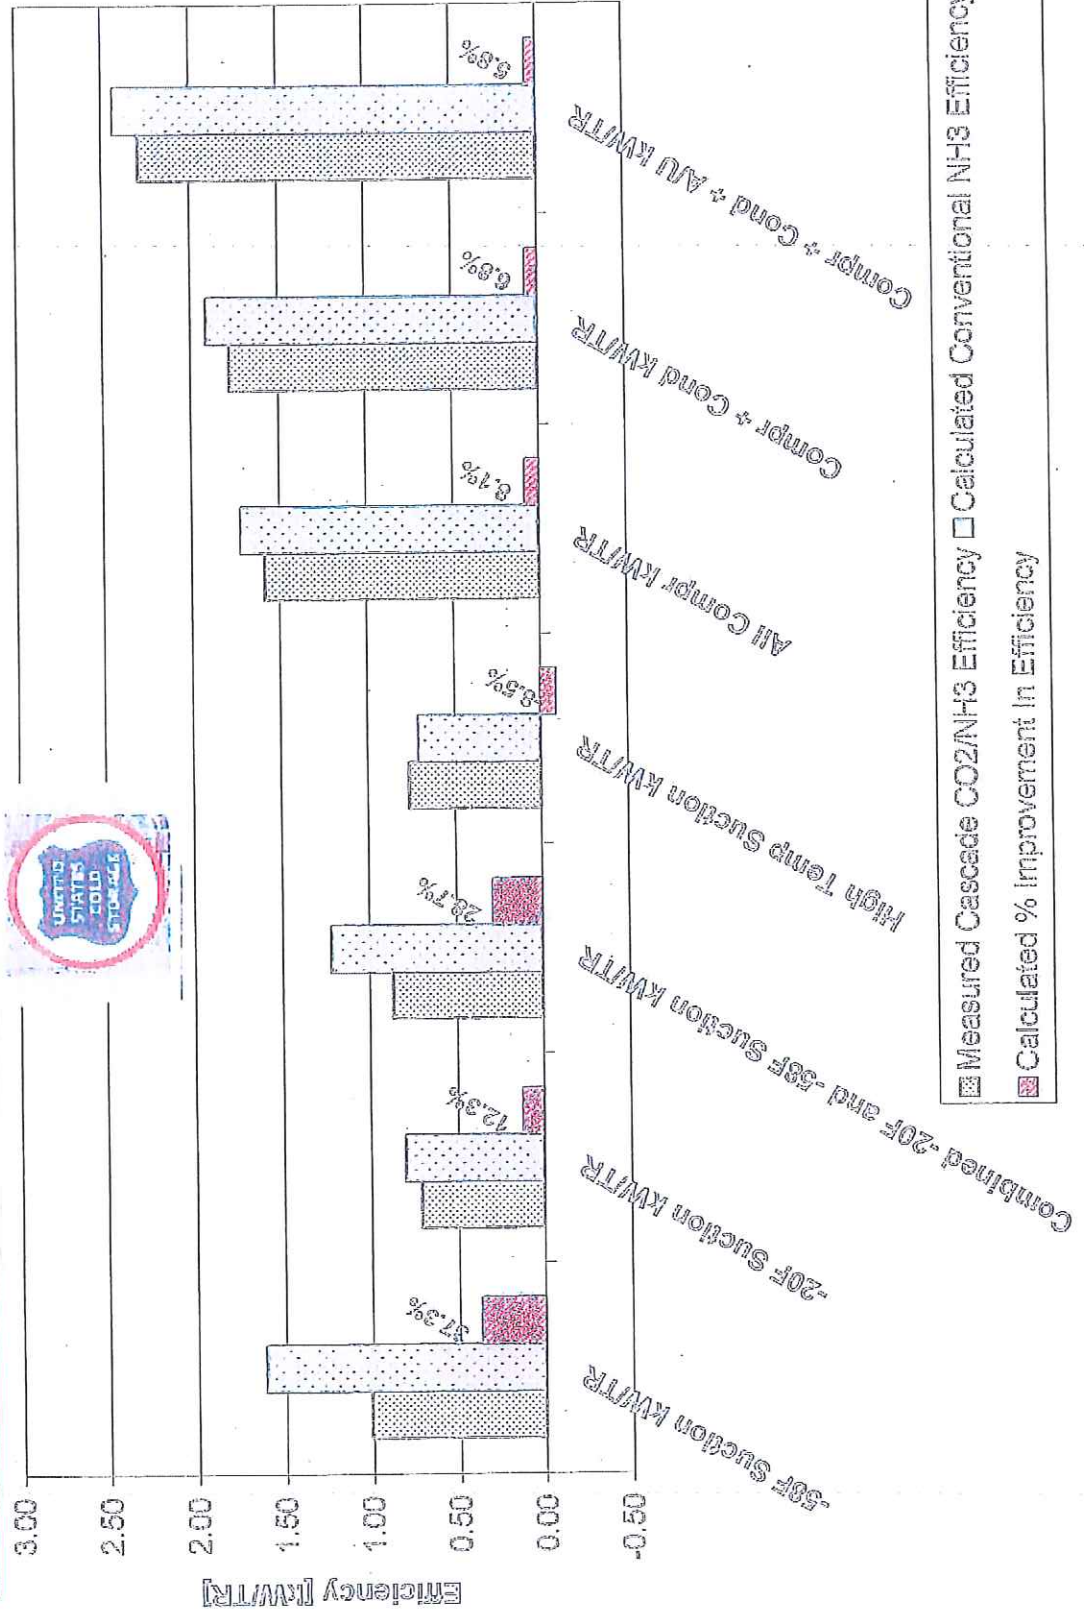 UNITED
STATES
COLD
STORAGE
3.00
2.50
2.00
1.50
1.00
0.50
0.00
-0.50
Efficiency [kW/TR]
37.3%
12.3%
28.7%
-8.5%
8.1%
6.8%
5.8%
-58F Suction kW/TR
-20F Suction kW/TR
Combined -20F and -58F Suction kW/TR
High Temp Suction kW/TR
All Compr kW/TR
Compr + Cond kW/TR
Compr + Cond + A/U kW/TR
Measured Cascade CO2/NH3 Efficiency Calculated Conventional NH3 Efficiency
Calculated % Improvement In Efficiency